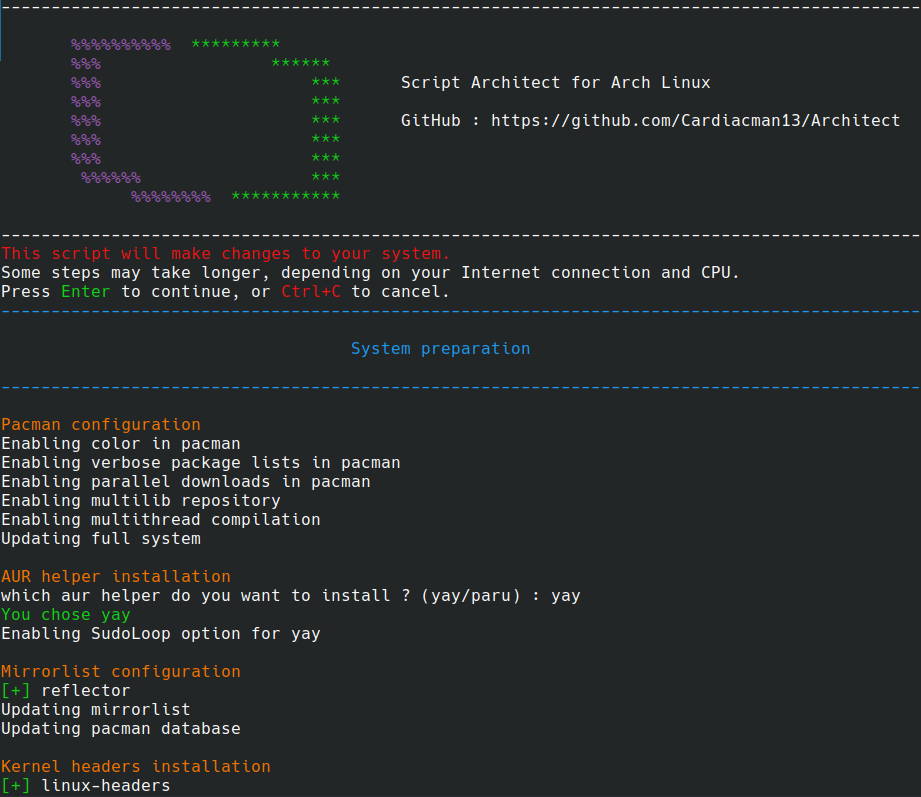 --------------------------------------------------------------------------------------------
%%%%%%%%%%  *********
%%%                 ******
%%%                     ***      Script Architect for Arch Linux
%%%                     ***
%%%                     ***      GitHub : https://github.com/Cardiacman13/Architect
%%%                     ***
%%%                     ***
 %%%%%%                 ***
      %%%%%%%%  ***********
--------------------------------------------------------------------------------------------
This script will make changes to your system.
Some steps may take longer, depending on your Internet connection and CPU.
Press Enter to continue, or Ctrl+C to cancel.
--------------------------------------------------------------------------------------------
System preparation
--------------------------------------------------------------------------------------------
Pacman configuration
Enabling color in pacman
Enabling verbose package lists in pacman
Enabling parallel downloads in pacman
Enabling multilib repository
Enabling multithread compilation
Updating full system
AUR helper installation
which aur helper do you want to install ? (yay/paru) : yay
You chose yay
Enabling SudoLoop option for yay
Mirrorlist configuration
[+] reflector
Updating mirrorlist
Updating pacman database
Kernel headers installation
[+] linux-headers